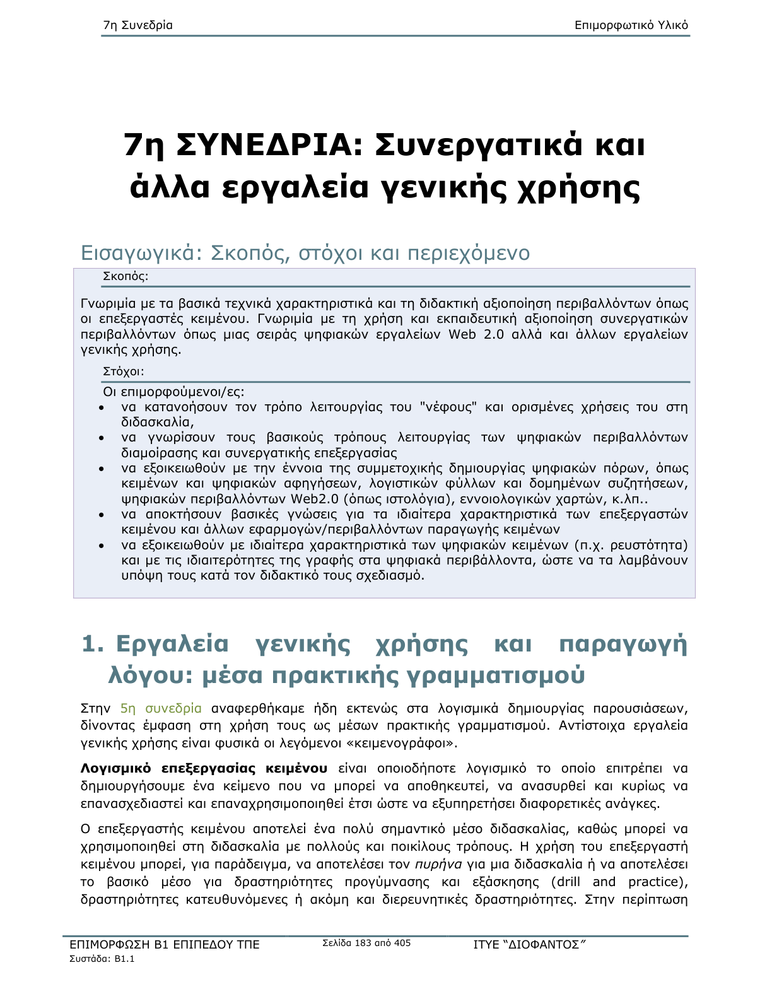 7η Συνεδρία Επιμορφωτικό Υλικό
7η ΣΥΝΕΔΡΙΑ: Συνεργατικά και
άλλα εργαλεία γενικής χρήσης
Εισαγωγικά: Σκοπός, στόχοι και περιεχόμενο
Σκοπός:
Γνωριμία με τα βασικά τεχνικά χαρακτηριστικά και τη διδακτική αξιοποίηση περιβαλλόντων όπως
οι επεξεργαστές κειμένου. Γνωριμία με τη χρήση και εκπαιδευτική αξιοποίηση συνεργατικών
περιβαλλόντων όπως μιας σειράς ψηφιακών εργαλείων Web 2.0 αλλά και άλλων εργαλείων
γενικής χρήσης.
Στόχοι:
Οι επιμορφούμενοι/ες:
• να κατανοήσουν τον τρόπο λειτουργίας του "νέφους" και ορισμένες χρήσεις του στη
διδασκαλία,
• να γνωρίσουν τους βασικούς τρόπους λειτουργίας των ψηφιακών περιβαλλόντων
διαμοίρασης και συνεργατικής επεξεργασίας
• να εξοικειωθούν με την έννοια της συμμετοχικής δημιουργίας ψηφιακών πόρων, όπως
κειμένων και ψηφιακών αφηγήσεων, λογιστικών φύλλων και δομημένων συζητήσεων,
ψηφιακών περιβαλλόντων Web2.0 (όπως ιστολόγια), εννοιολογικών χαρτών, κ.λπ..
• να αποκτήσουν βασικές γνώσεις για τα ιδιαίτερα χαρακτηριστικά των επεξεργαστών
κειμένου και άλλων εφαρμογών/περιβαλλόντων παραγωγής κειμένων
• να εξοικειωθούν με ιδιαίτερα χαρακτηριστικά των ψηφιακών κειμένων (π.χ. ρευστότητα)
και με τις ιδιαιτερότητες της γραφής στα ψηφιακά περιβάλλοντα, ώστε να τα λαμβάνουν
υπόψη τους κατά τον διδακτικό τους σχεδιασμό.
1. Εργαλεία γενικής χρήσης και παραγωγή
λόγου: μέσα πρακτικής γραμματισμού
Στην 5η συνεδρία αναφερθήκαμε ήδη εκτενώς στα λογισμικά δημιουργίας παρουσιάσεων,
δίνοντας έμφαση στη χρήση τους ως μέσων πρακτικής γραμματισμού. Αντίστοιχα εργαλεία
γενικής χρήσης είναι φυσικά οι λεγόμενοι «κειμενογράφοι».
Λογισμικό επεξεργασίας κειμένου είναι οποιοδήποτε λογισμικό το οποίο επιτρέπει να
δημιουργήσουμε ένα κείμενο που να μπορεί να αποθηκευτεί, να ανασυρθεί και κυρίως να
επανασχεδιαστεί και επαναχρησιμοποιηθεί έτσι ώστε να εξυπηρετήσει διαφορετικές ανάγκες.
Ο επεξεργαστής κειμένου αποτελεί ένα πολύ σημαντικό μέσο διδασκαλίας, καθώς μπορεί να
χρησιμοποιηθεί στη διδασκαλία με πολλούς και ποικίλους τρόπους. Η χρήση του επεξεργαστή
κειμένου μπορεί, για παράδειγμα, να αποτελέσει τον πυρήνα για μια διδασκαλία ή να αποτελέσει
το βασικό μέσο για δραστηριότητες προγύμνασης και εξάσκησης (drill and practice),
δραστηριότητες κατευθυνόμενες ή ακόμη και διερευνητικές δραστηριότητες. Στην περίπτωση
ΕΠΙΜΟΡΦΩΣΗ Β1 ΕΠΙΠΕΔΟΥ ΤΠΕ Σελίδα 183 από 405 ΙΤΥΕ “ΔΙΟΦΑΝΤΟΣ”
Συστάδα: Β1.1